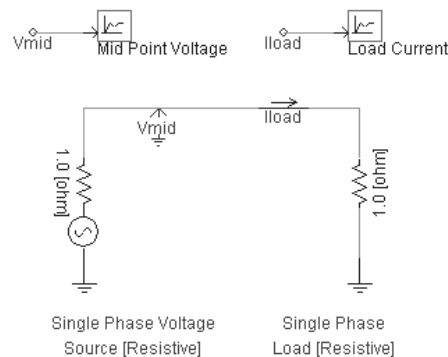 Vmid
Mid Point Voltage
Iload
Load Current
Vmid
Iload
1.0 [ohm]
1.0 [ohm]
Single Phase Voltage
Source [Resistive]
Single Phase
Load [Resistive]